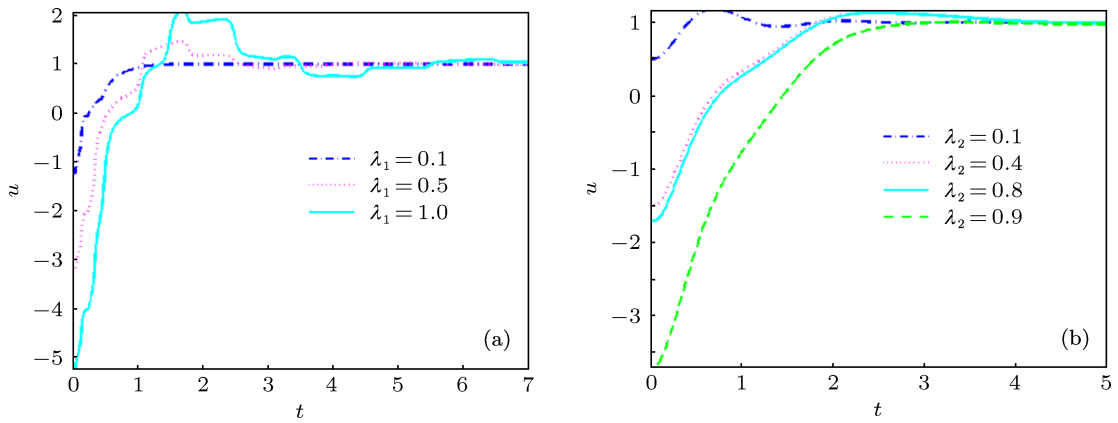 2
1
0
−1
−2
−3
−4
−5
u
λ₁ = 0.1
λ₁ = 0.5
λ₁ = 1.0
(a)
0 1 2 3 4 5 6 7
t
1
0
−1
−2
−3
u
λ₂ = 0.1
λ₂ = 0.4
λ₂ = 0.8
λ₂ = 0.9
(b)
0 1 2 3 4 5
t